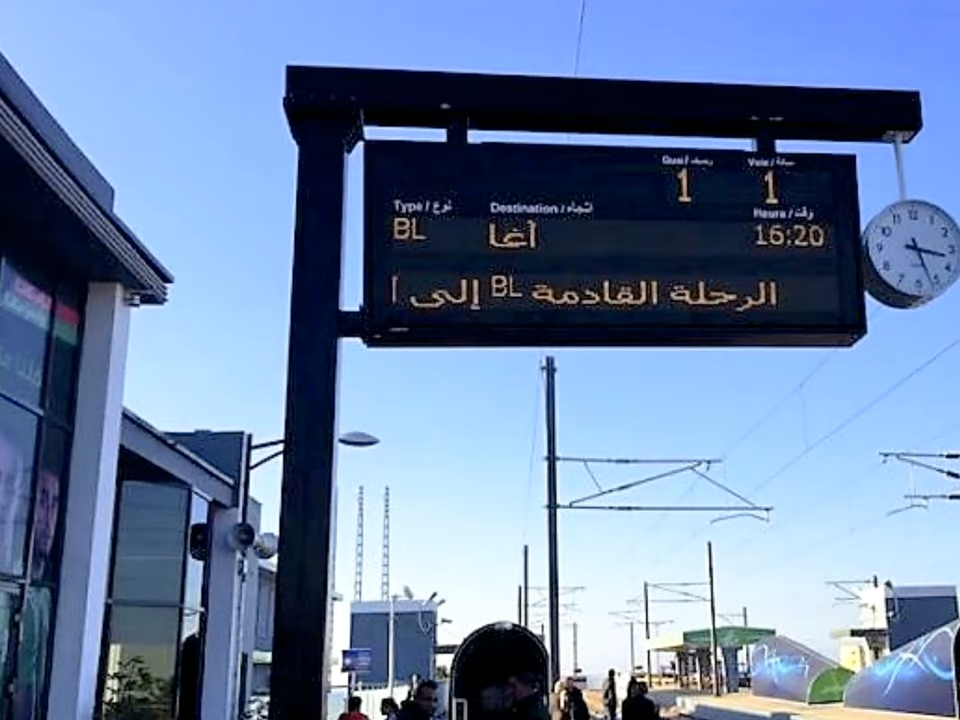 Quai / رصيف Voie / سكة
1 1
Type / نوع Destination / اتجاه Heure / وقت
BL آغا 16:20
الرحلة القادمة BL إلى أ